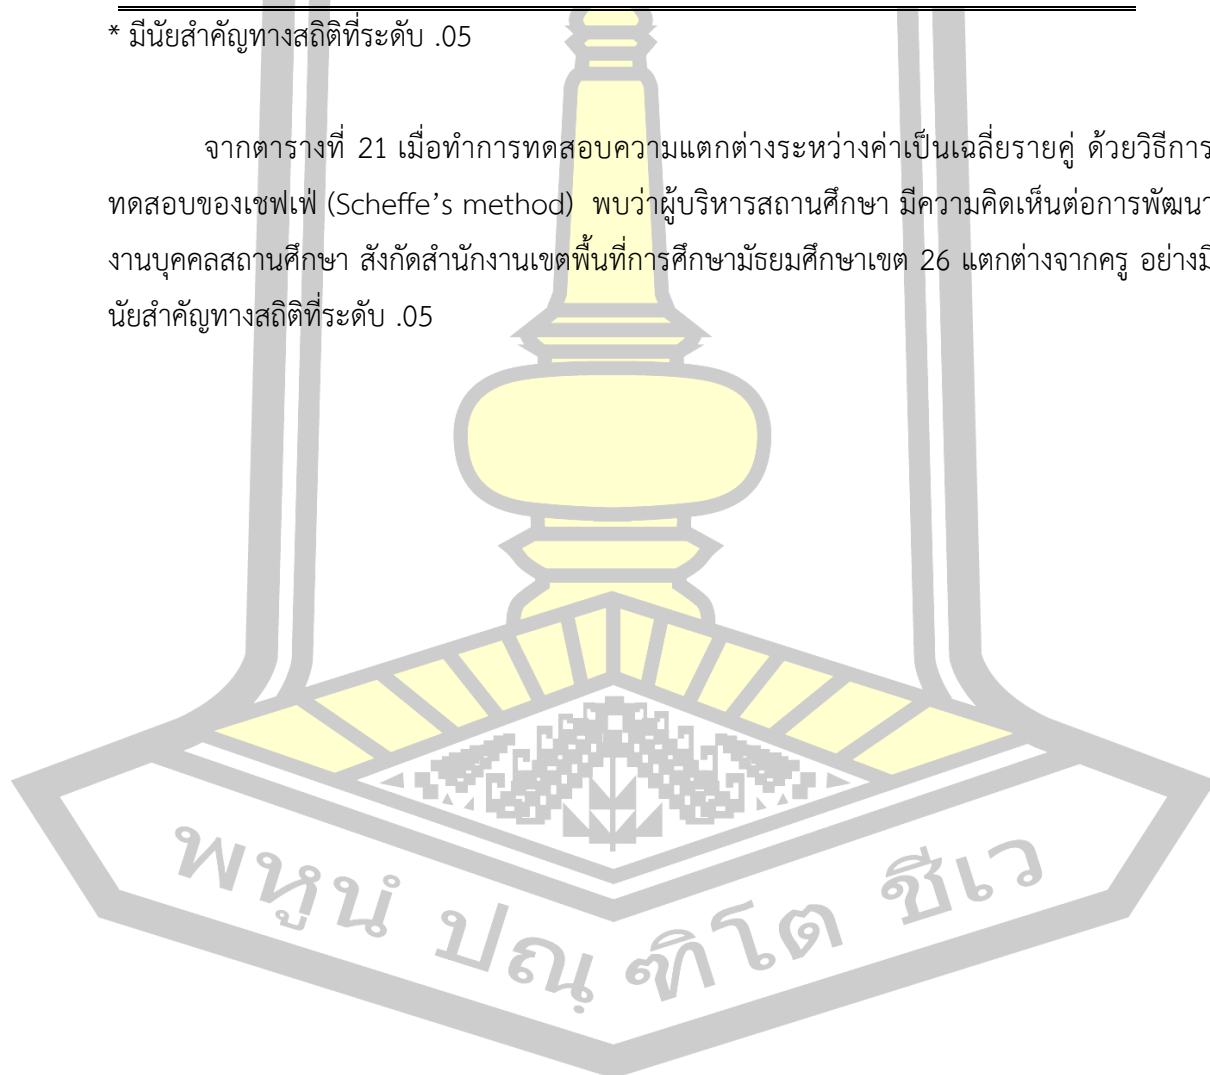 * มีนัยสำคัญทางสถิติที่ระดับ .05
จากตารางที่ 21 เมื่อทำการทดสอบความแตกต่างระหว่างค่าเป็นเฉลี่ยรายคู่ ด้วยวิธีการ
ทดสอบของเชฟเฟ่ (Scheffe’s method) พบว่าผู้บริหารสถานศึกษา มีความคิดเห็นต่อการพัฒนา
งานบุคคลสถานศึกษา สังกัดสำนักงานเขตพื้นที่การศึกษามัธยมศึกษาเขต 26 แตกต่างจากครู อย่างมี
นัยสำคัญทางสถิติที่ระดับ .05
พหูนํ ปณฺ ฑิโต ชีเว